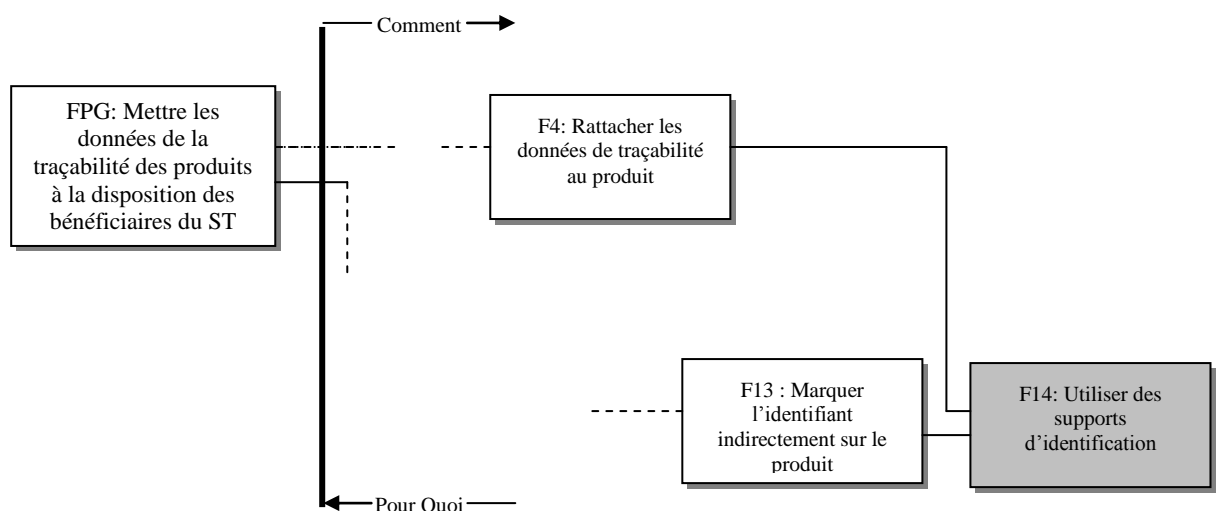 Comment
FPG: Mettre les
données de la
traçabilité des produits
à la disposition des
bénéficiaires du ST
F4: Rattacher les
données de traçabilité
au produit
F13 : Marquer
l’identifiant
indirectement sur le
produit
F14: Utiliser des
supports
d’identification
Pour Quoi